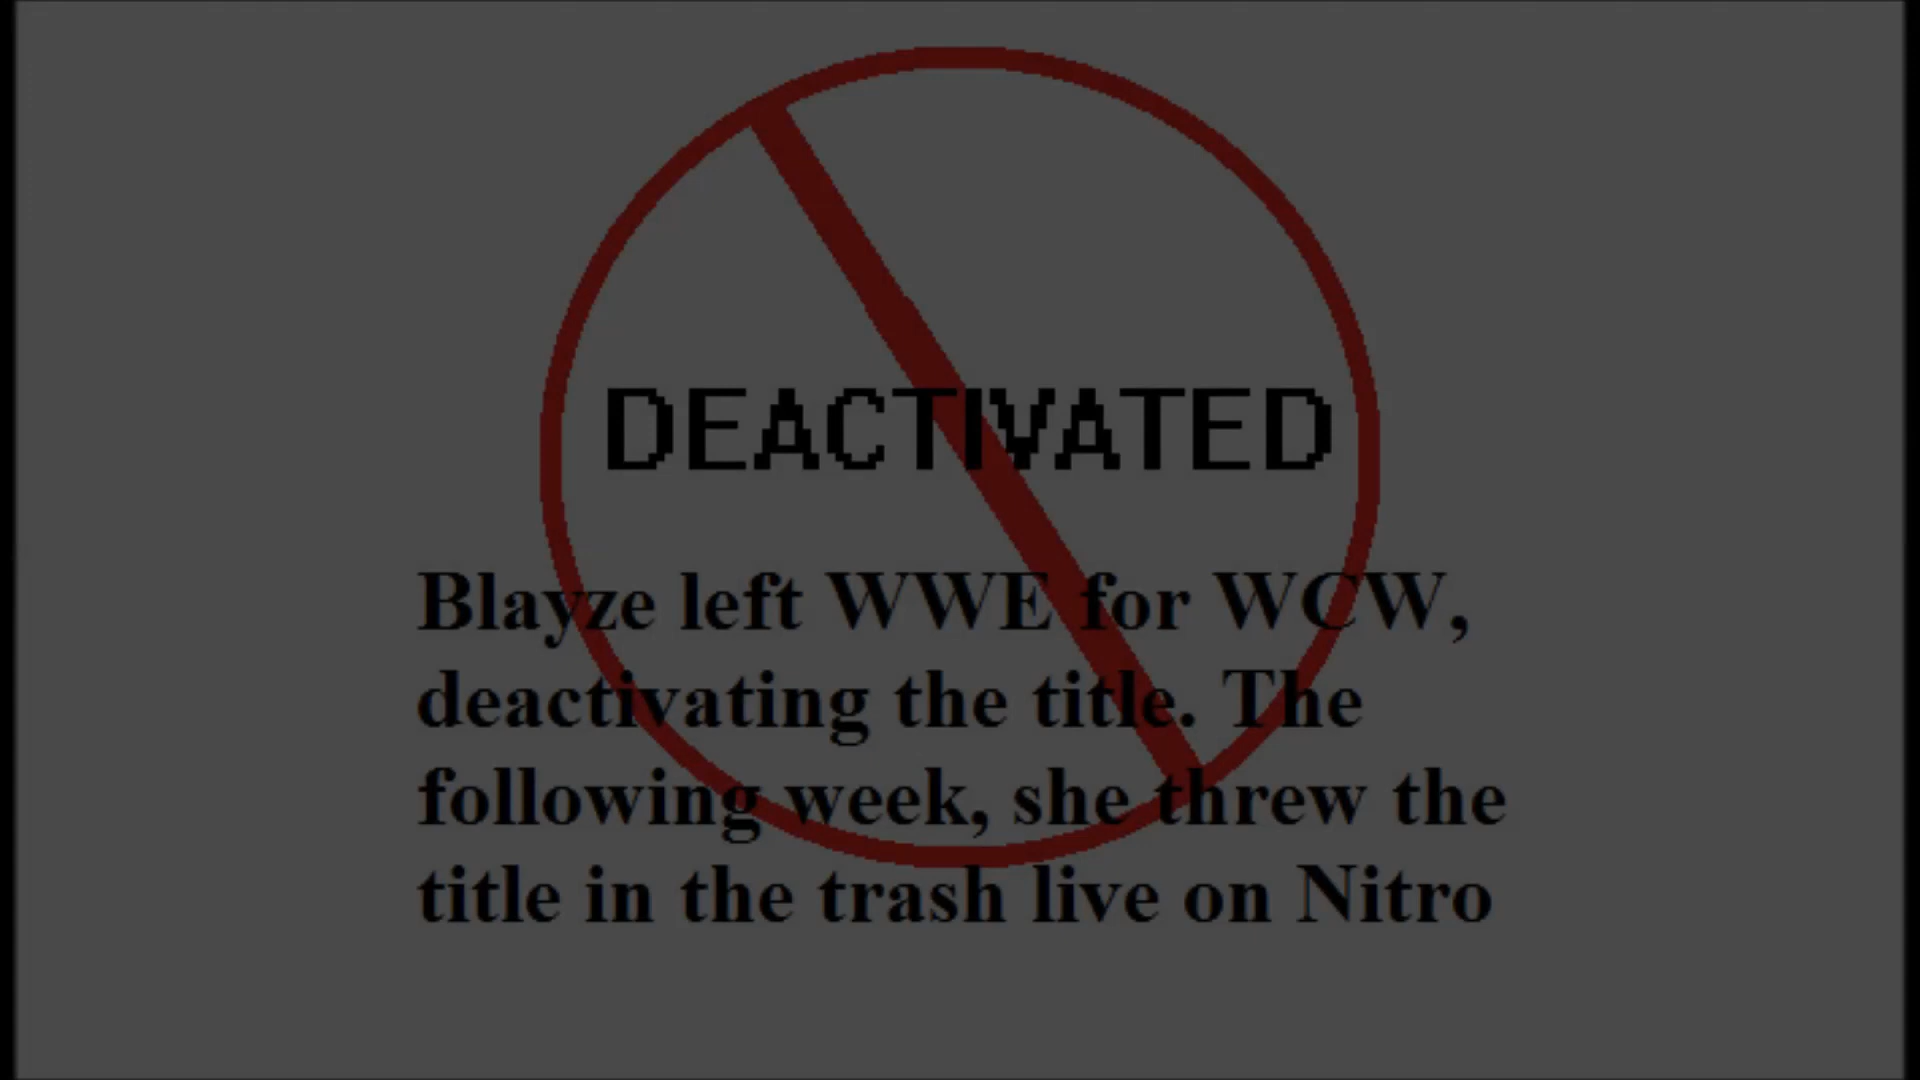 DEACTIVATED
Blayze left WWE for WCW,
deactivating the title. The
following week, she threw the
title in the trash live on Nitro